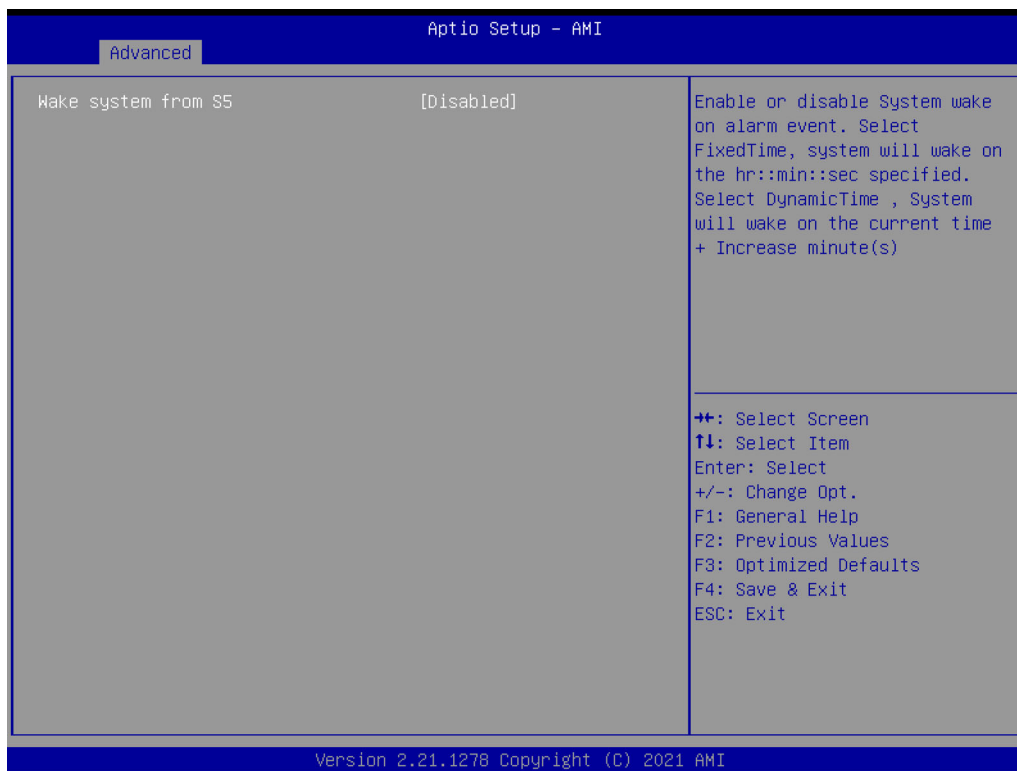 Aptio Setup – AMI
Advanced
Wake system from S5 [Disabled]
Enable or disable System wake
on alarm event. Select
FixedTime, system will wake on
the hr::min::sec specified.
Select DynamicTime , System
will wake on the current time
+ Increase minute(s)
→←: Select Screen
↑↓: Select Item
Enter: Select
+/-: Change Opt.
F1: General Help
F2: Previous Values
F3: Optimized Defaults
F4: Save & Exit
ESC: Exit
Version 2.21.1278 Copyright (C) 2021 AMI